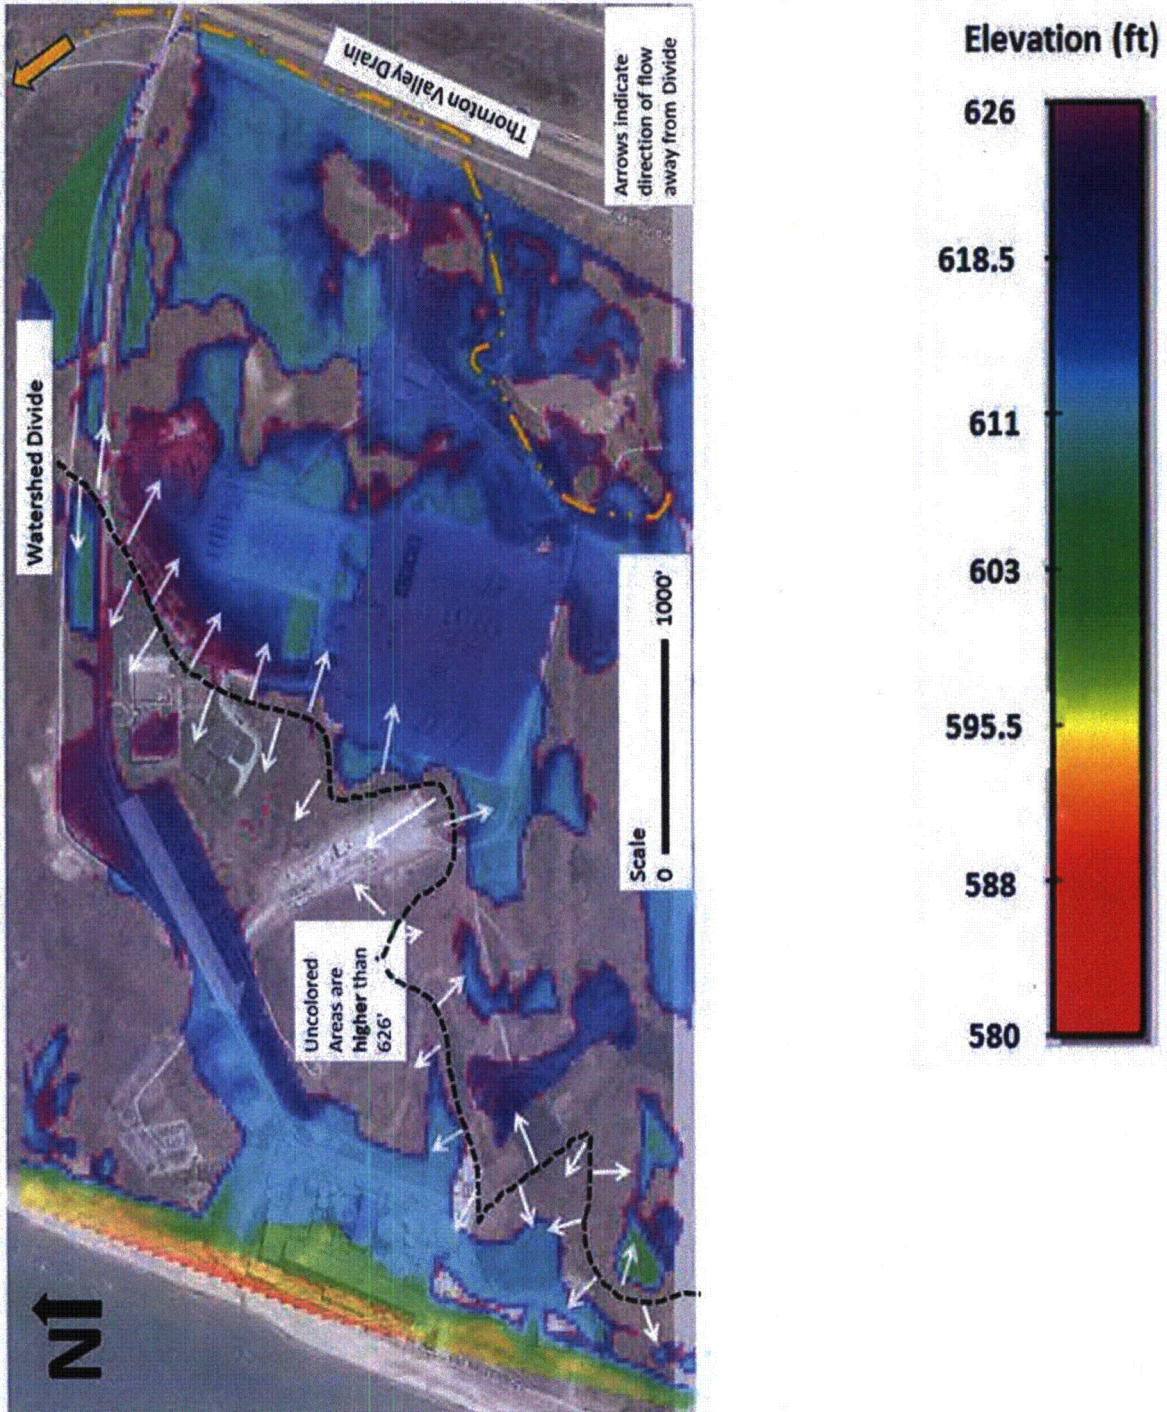 Elevation (ft)
626
618.5
611
603
595.5
588
580
Thornton Valley Drain
Arrows indicate
direction of flow
away from Divide
Watershed Divide
Scale
0
1000'
Uncolored
Areas are
higher than
626'
N